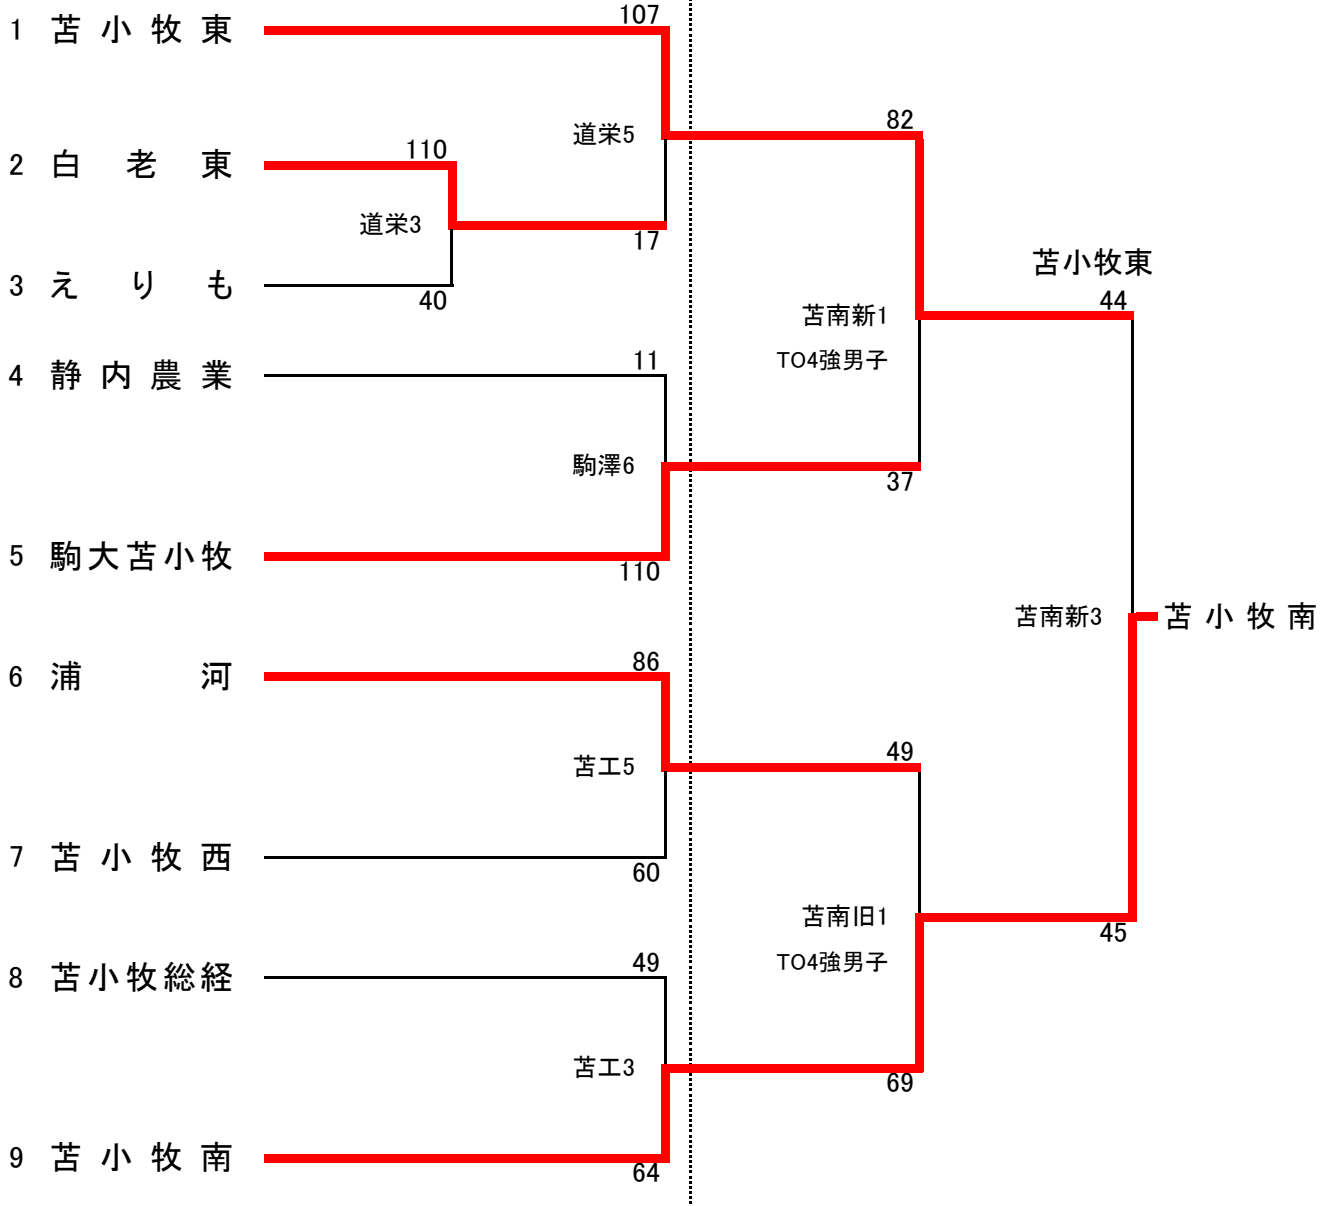 107
1 苫小牧東
82
道栄5
110
2 白老東
道栄3
17
苫小牧東
3 えりも
40
44
苫南新1
11
TO4強男子
4 静内農業
駒澤6
37
5 駒大苫小牧
110
苫南新3
苫小牧南
86
6 浦河
49
苫工5
7 苫小牧西
60
苫南旧1
45
49
TO4強男子
8 苫小牧総経
苫工3
69
9 苫小牧南
64